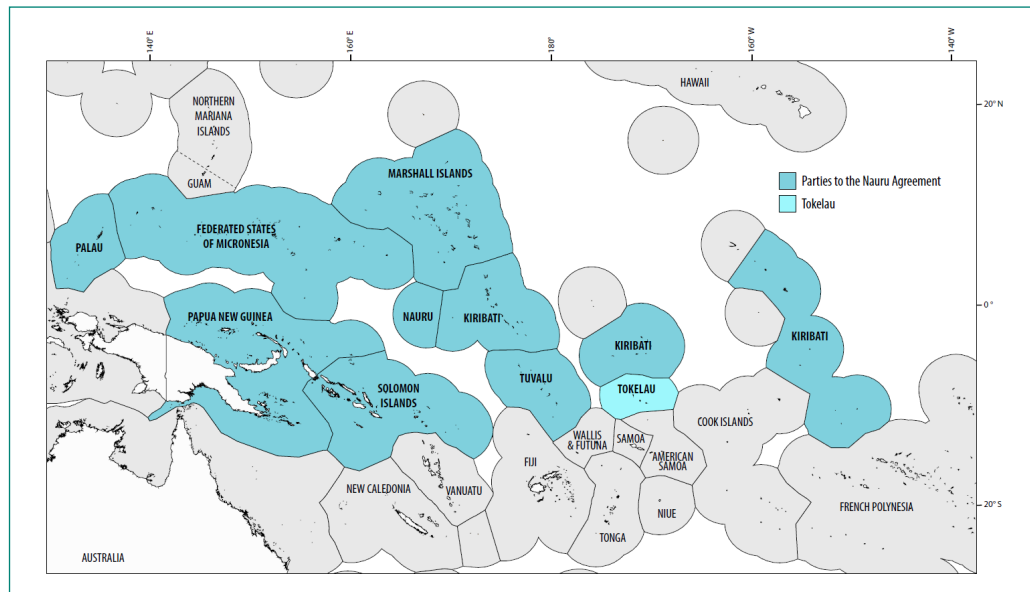 140° E
160° E
180°
160° W
140° W
HAWAII
NORTHERN
MARIANA
ISLANDS
20° N
GUAM
MARSHALL ISLANDS
Parties to the Nauru Agreement
Tokelau
FEDERATED STATES
OF MICRONESIA
PALAU
0°
PAPUA NEW GUINEA
NAURU
KIRIBATI
KIRIBATI
KIRIBATI
TUVALU
TOKELAU
SOLOMON
ISLANDS
COOK ISLANDS
WALLIS
& FUTUNA
SAMOA
AMERICAN
SAMOA
FIJI
NEW CALEDONIA
VANUATU
20° S
FRENCH POLYNESIA
NIUE
TONGA
AUSTRALIA